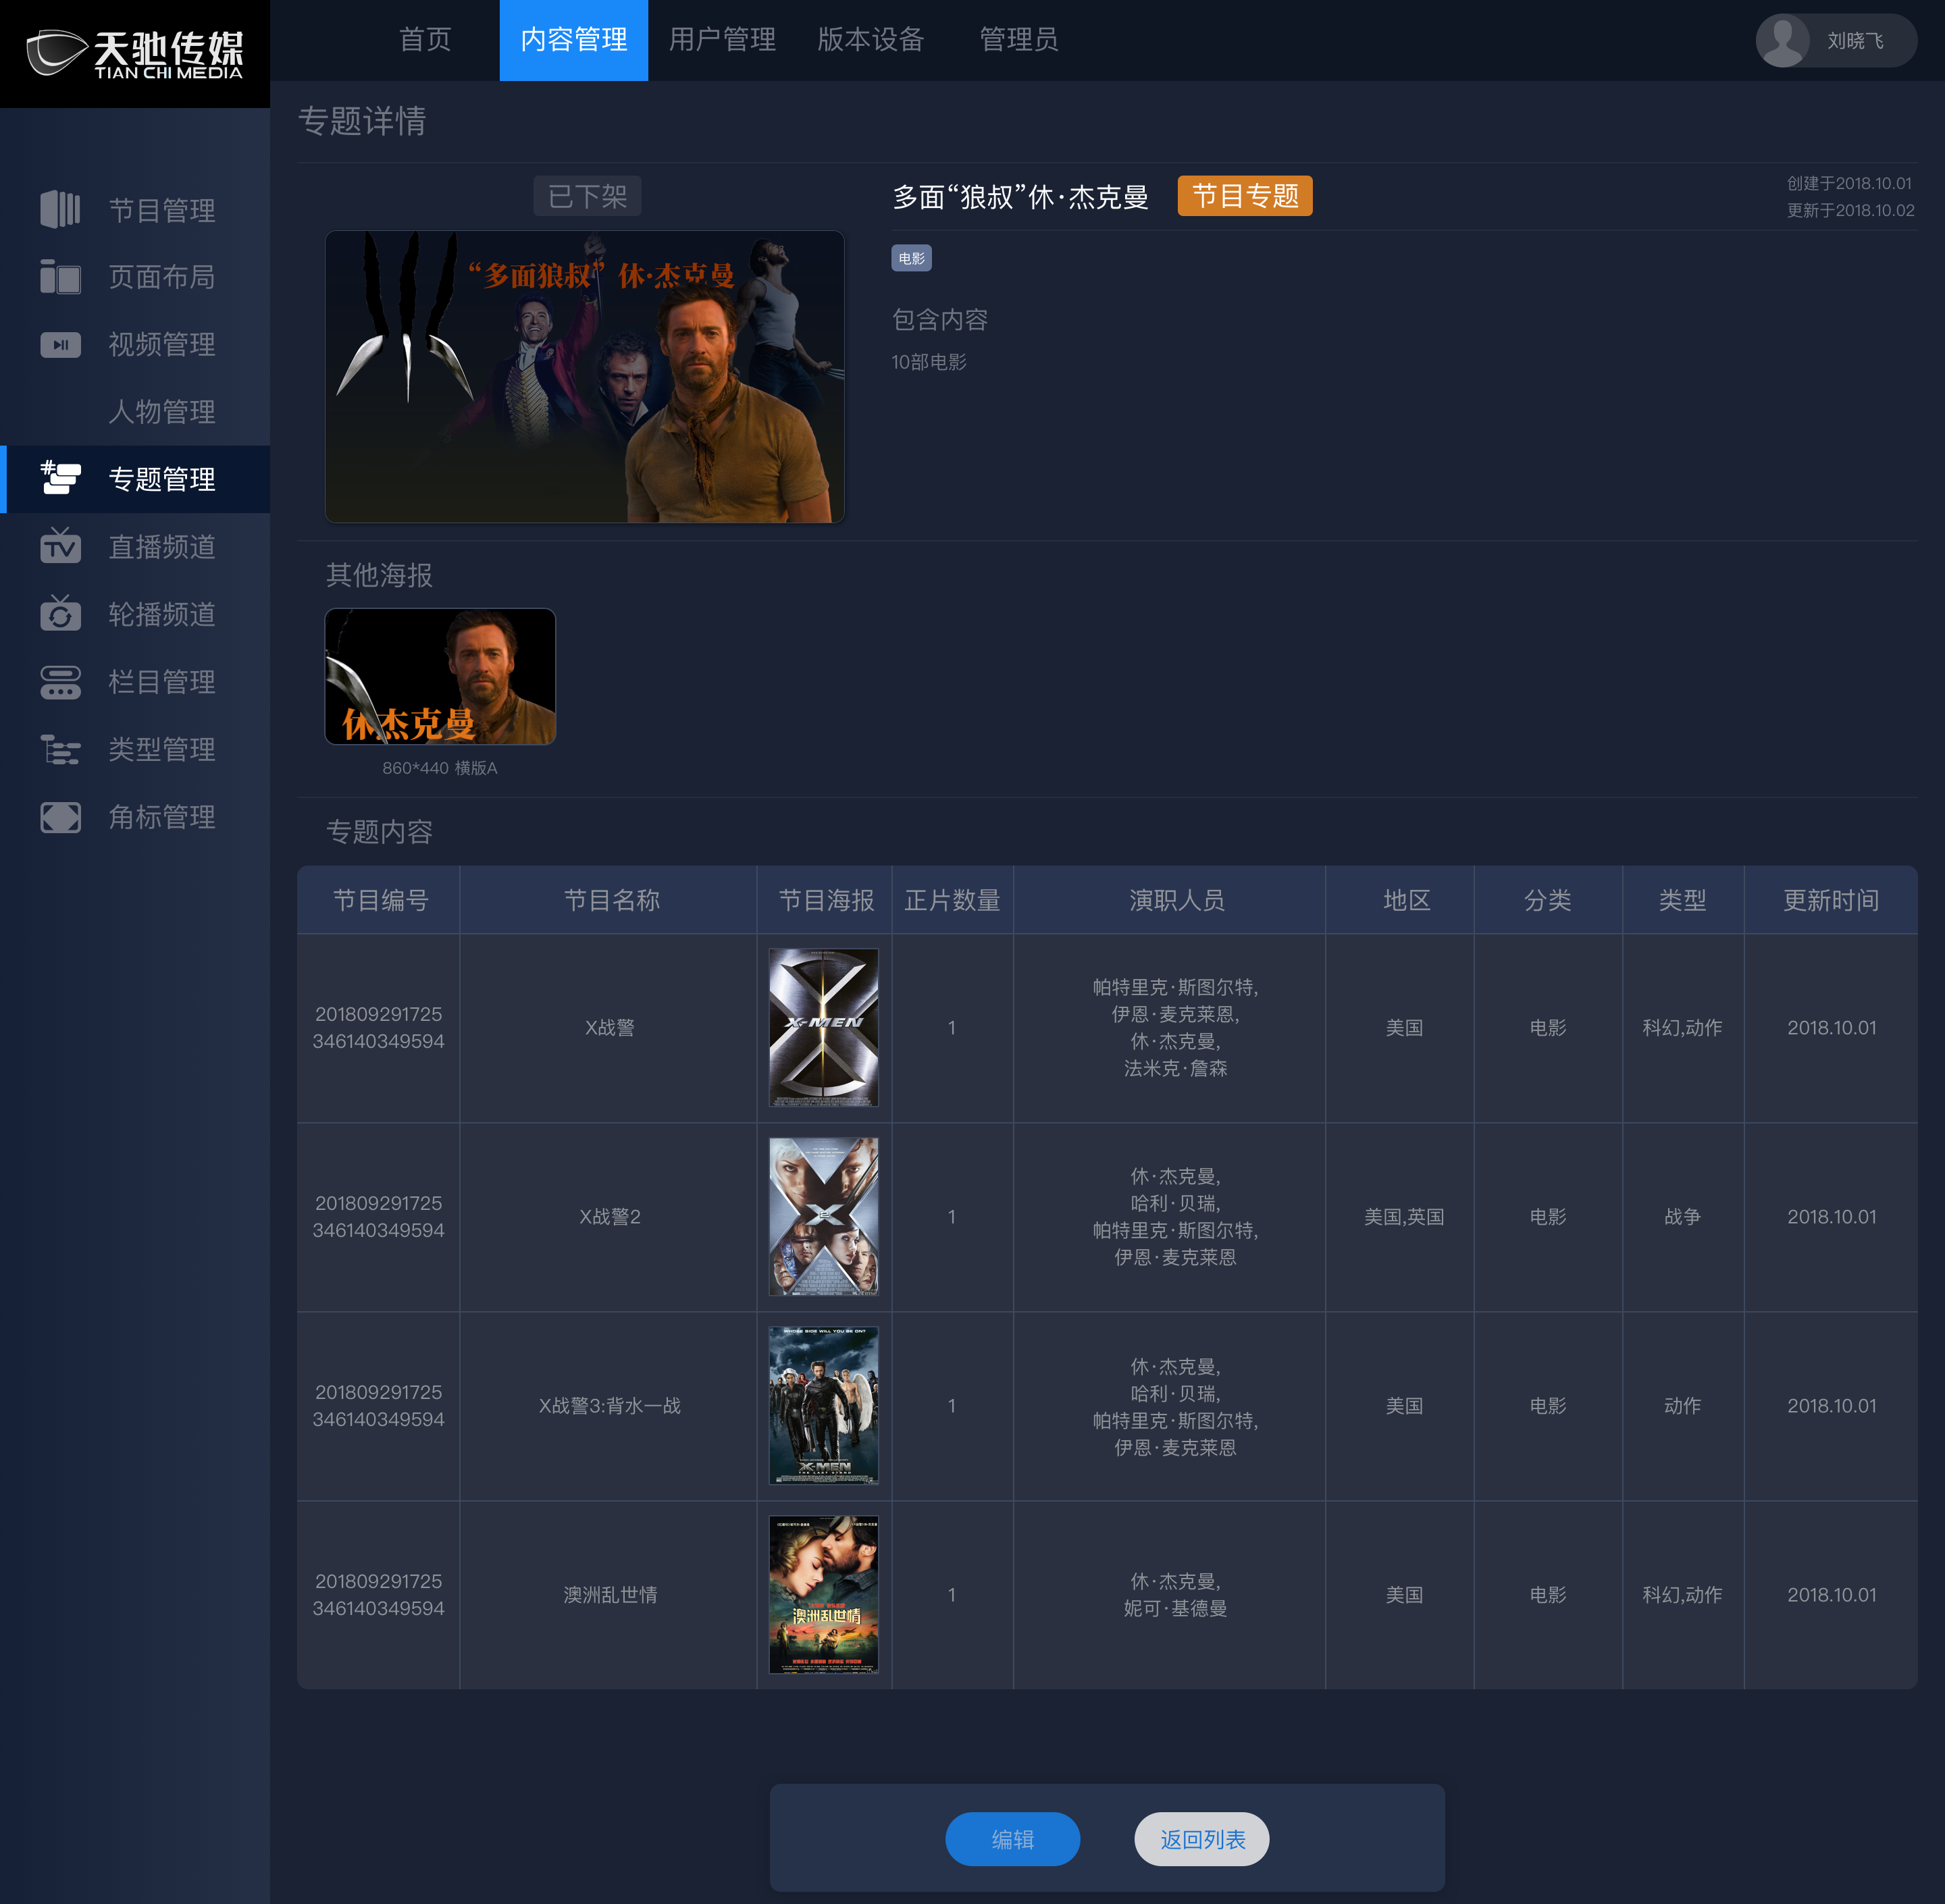 天驰传媒
TIAN CHI MEDIA
首页
内容管理
用户管理
版本设备
管理员
刘晓飞
节目管理
页面布局
视频管理
人物管理
专题管理
直播频道
轮播频道
栏目管理
类型管理
角标管理
专题详情
已下架
多面“狼叔”休·杰克曼
节目专题
创建于2018.10.01
更新于2018.10.02
“多面狼叔”休·杰克曼
电影
包含内容
10部电影
其他海报
休杰克曼
860*440 横版A
专题内容
节目编号 节目名称 节目海报 正片数量 演职人员 地区 分类 类型 更新时间
201809291725
346140349594
X战警
X-MEN
1
帕特里克·斯图尔特,
伊恩·麦克莱恩,
休·杰克曼,
法米克·詹森
美国
电影
科幻,动作
2018.10.01
201809291725
346140349594
X战警2
1
休·杰克曼,
哈利·贝瑞,
帕特里克·斯图尔特,
伊恩·麦克莱恩
美国,英国
电影
战争
2018.10.01
201809291725
346140349594
X战警3:背水一战
WHOSE SIDE WILL YOU BE ON?
X-MEN
THE LAST STAND
1
休·杰克曼,
哈利·贝瑞,
帕特里克·斯图尔特,
伊恩·麦克莱恩
美国
电影
动作
2018.10.01
201809291725
346140349594
澳洲乱世情
澳洲乱世情
1
休·杰克曼,
妮可·基德曼
美国
电影
科幻,动作
2018.10.01
编辑
返回列表